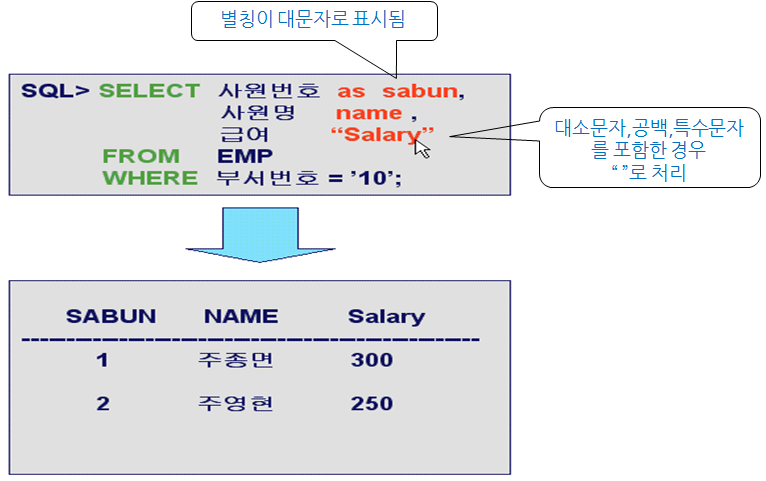 별칭이 대문자로 표시됨
SQL> SELECT 사원번호 as sabun,
사원명 name ,
급여 “Salary”
FROM EMP
WHERE 부서번호 = ’10’;
대소문자,공백,특수문자
를 포함한 경우
“ ”로 처리
SABUN NAME Salary
--------------------------------------------------
1 주종면 300
2 주영현 250